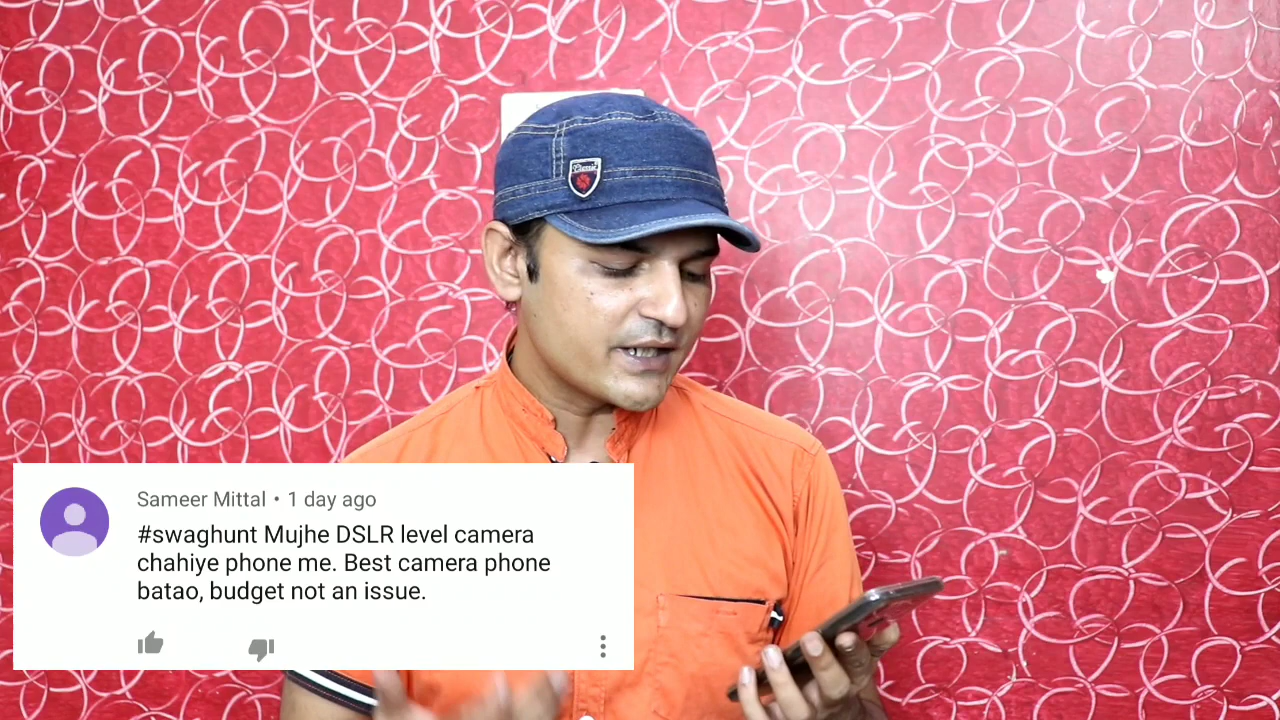 Classic
Sameer Mittal • 1 day ago
#swaghunt Mujhe DSLR level camera
chahiye phone me. Best camera phone
batao, budget not an issue.